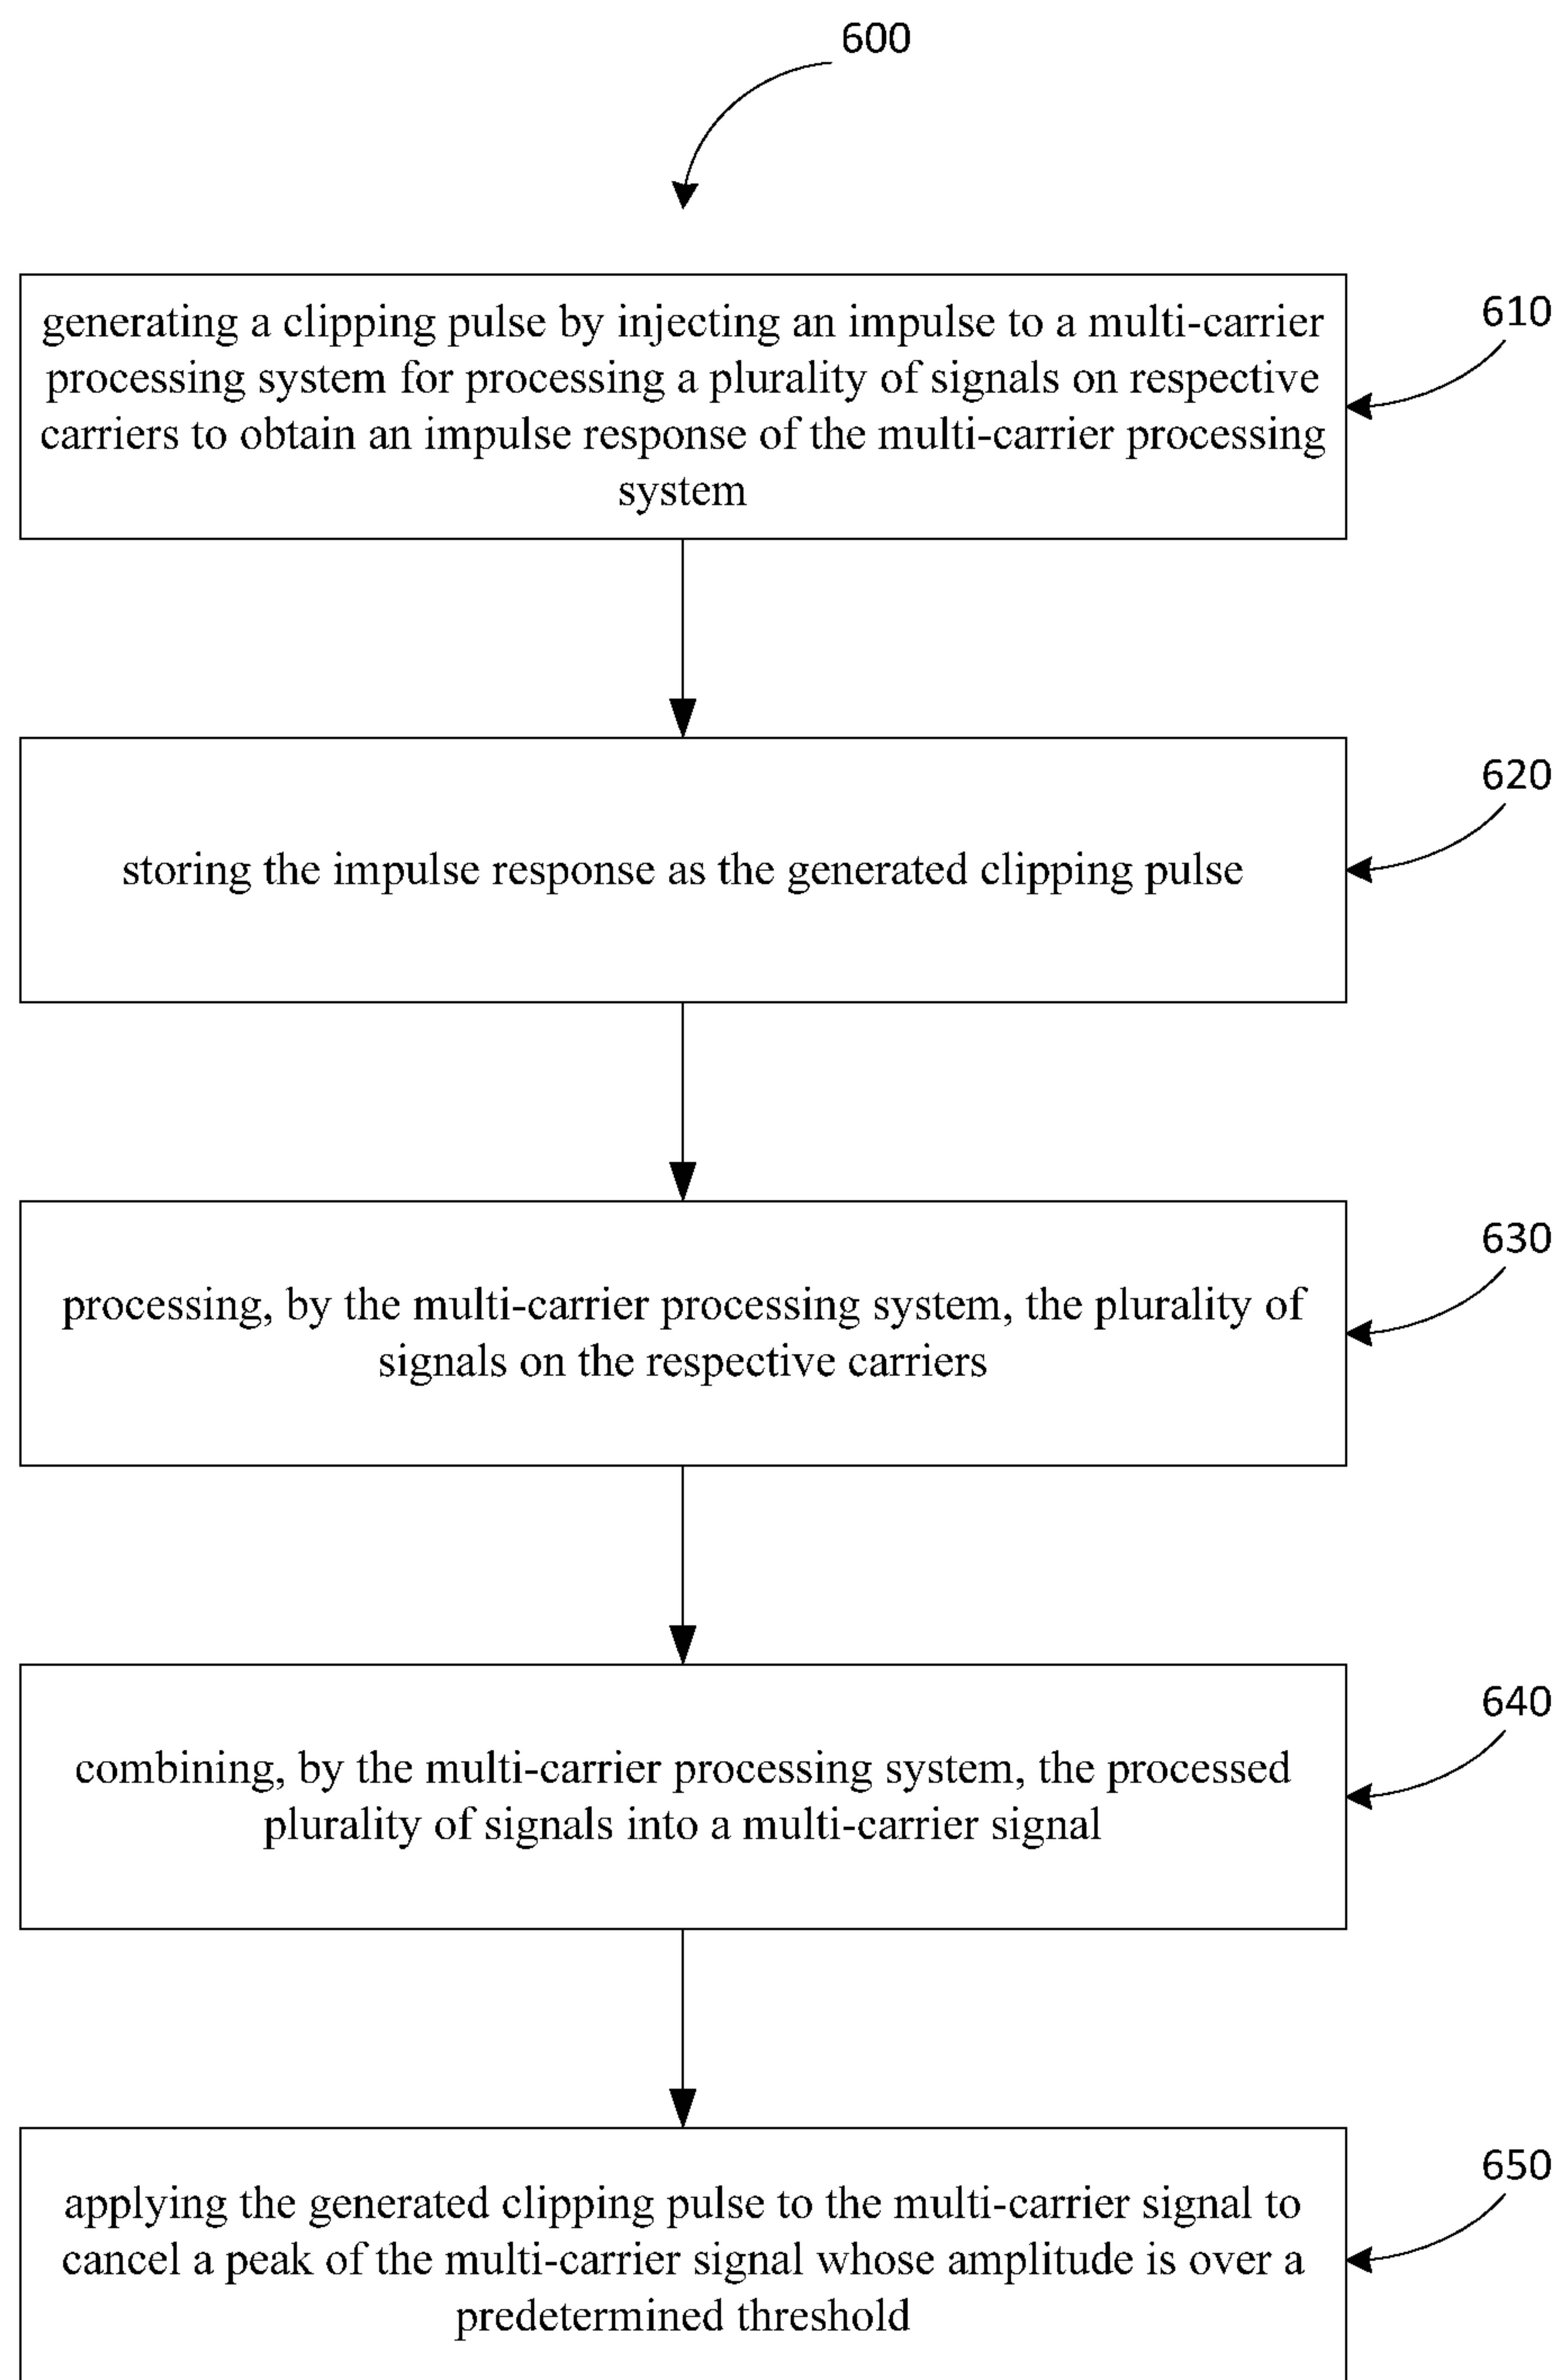 600
generating a clipping pulse by injecting an impulse to a multi-carrier
processing system for processing a plurality of signals on respective
carriers to obtain an impulse response of the multi-carrier processing
system
610
storing the impulse response as the generated clipping pulse
620
processing, by the multi-carrier processing system, the plurality of
signals on the respective carriers
630
combining, by the multi-carrier processing system, the processed
plurality of signals into a multi-carrier signal
640
applying the generated clipping pulse to the multi-carrier signal to
cancel a peak of the multi-carrier signal whose amplitude is over a
predetermined threshold
650